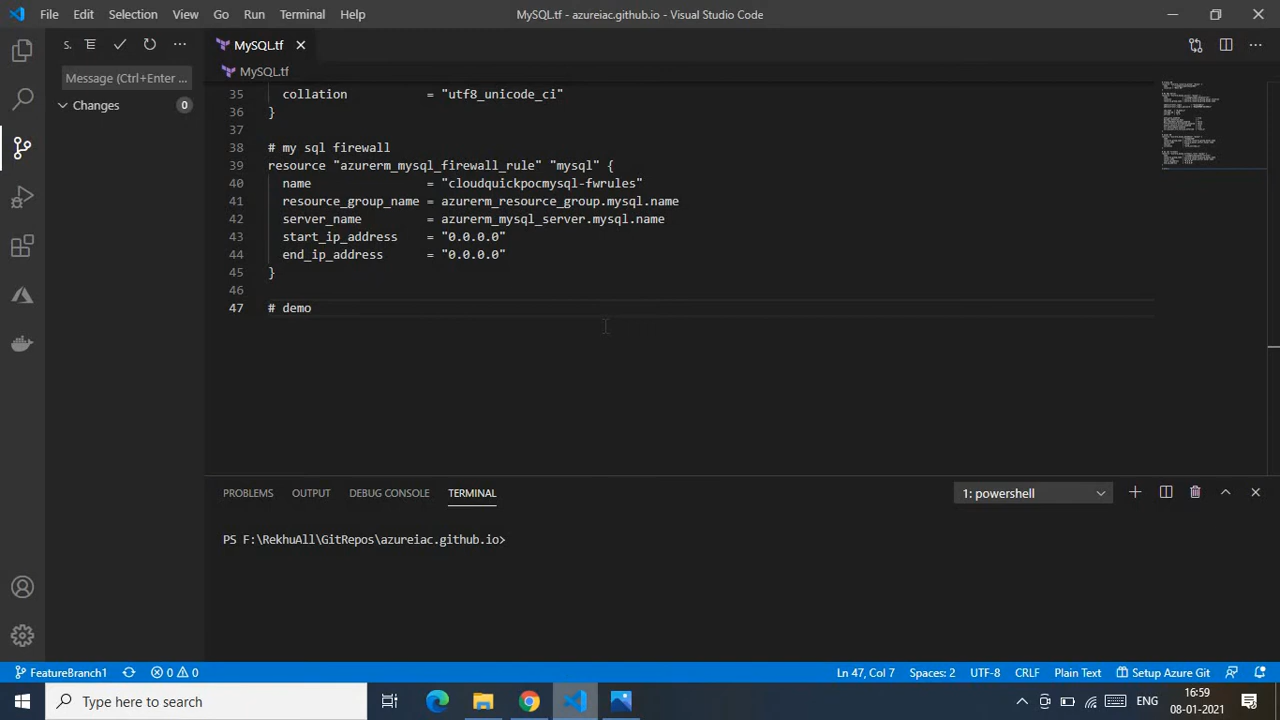 File Edit Selection View Go Run Terminal Help MySQL.tf - azureiac.github.io - Visual Studio Code
S.
MySQL.tf
Message (Ctrl+Enter ...
MySQL.tf
Changes 0
35 collation = "utf8_unicode_ci"
36 }
37
38 # my sql firewall
39 resource "azurerm_mysql_firewall_rule" "mysql" {
40 name = "cloudquickpocmysql-fwrules"
41 resource_group_name = azurerm_resource_group.mysql.name
42 server_name = azurerm_mysql_server.mysql.name
43 start_ip_address = "0.0.0.0"
44 end_ip_address = "0.0.0.0"
45 }
46
47 # demo
PROBLEMS OUTPUT DEBUG CONSOLE TERMINAL 1: powershell
PS F:\RekhuAll\GitRepos\azureiac.github.io>
FeatureBranch1 0 0 Ln 47, Col 7 Spaces: 2 UTF-8 CRLF Plain Text Setup Azure Git
Type here to search ENG 16:59
08-01-2021